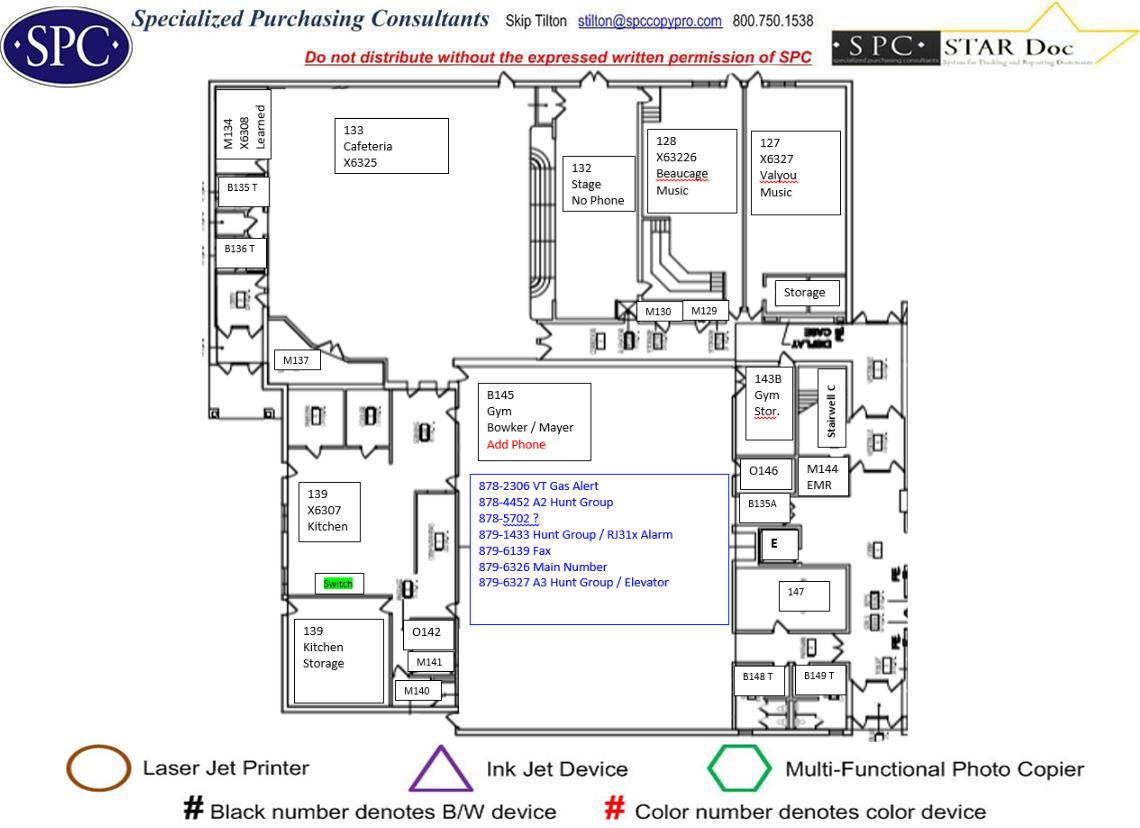 Specialized Purchasing Consultants Skip Tilton stilton@spccopypro.com 800.750.1538
·SPC·
Do not distribute without the expressed written permission of SPC
·SPC· STAR Doc
specialized purchasing consultants System for Tracking and Reporting Documents
M134
X6308
Learned
133
Cafeteria
X6325
132
Stage
No Phone
128
X63226
Beaucage
Music
127
X6327
Valyou
Music
B135 T
B136 T
Storage
M130
M129
DISPLAY
CASE
M137
B145
Gym
Bowker / Mayer
Add Phone
143B
Gym
Stor.
Stairwell C
O146
M144
EMR
B135A
E
147
878-2306 VT Gas Alert
878-4452 A2 Hunt Group
878-5702 ?
879-1433 Hunt Group / RJ31x Alarm
879-6139 Fax
879-6326 Main Number
879-6327 A3 Hunt Group / Elevator
139
X6307
Kitchen
Switch
139
Kitchen
Storage
O142
M141
M140
B148 T
B149 T
FE
FE
Laser Jet Printer
Ink Jet Device
Multi-Functional Photo Copier
# Black number denotes B/W device
# Color number denotes color device